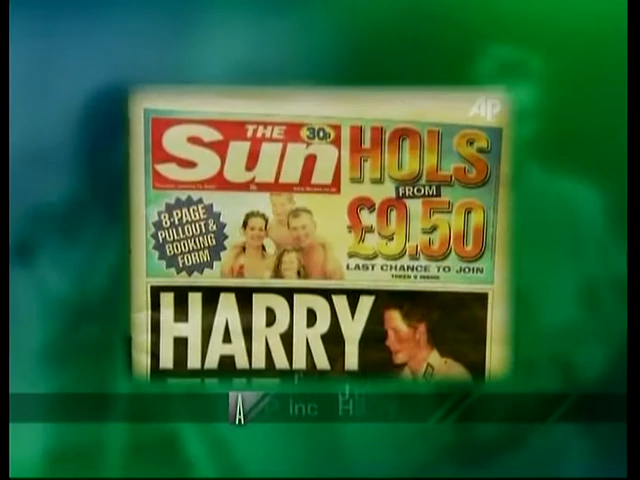 AP
THE
Sun
30p
HOLS
FROM
£9.50
LAST CHANCE TO JOIN
8-PAGE
PULLOUT &
BOOKING
FORM
HARRY